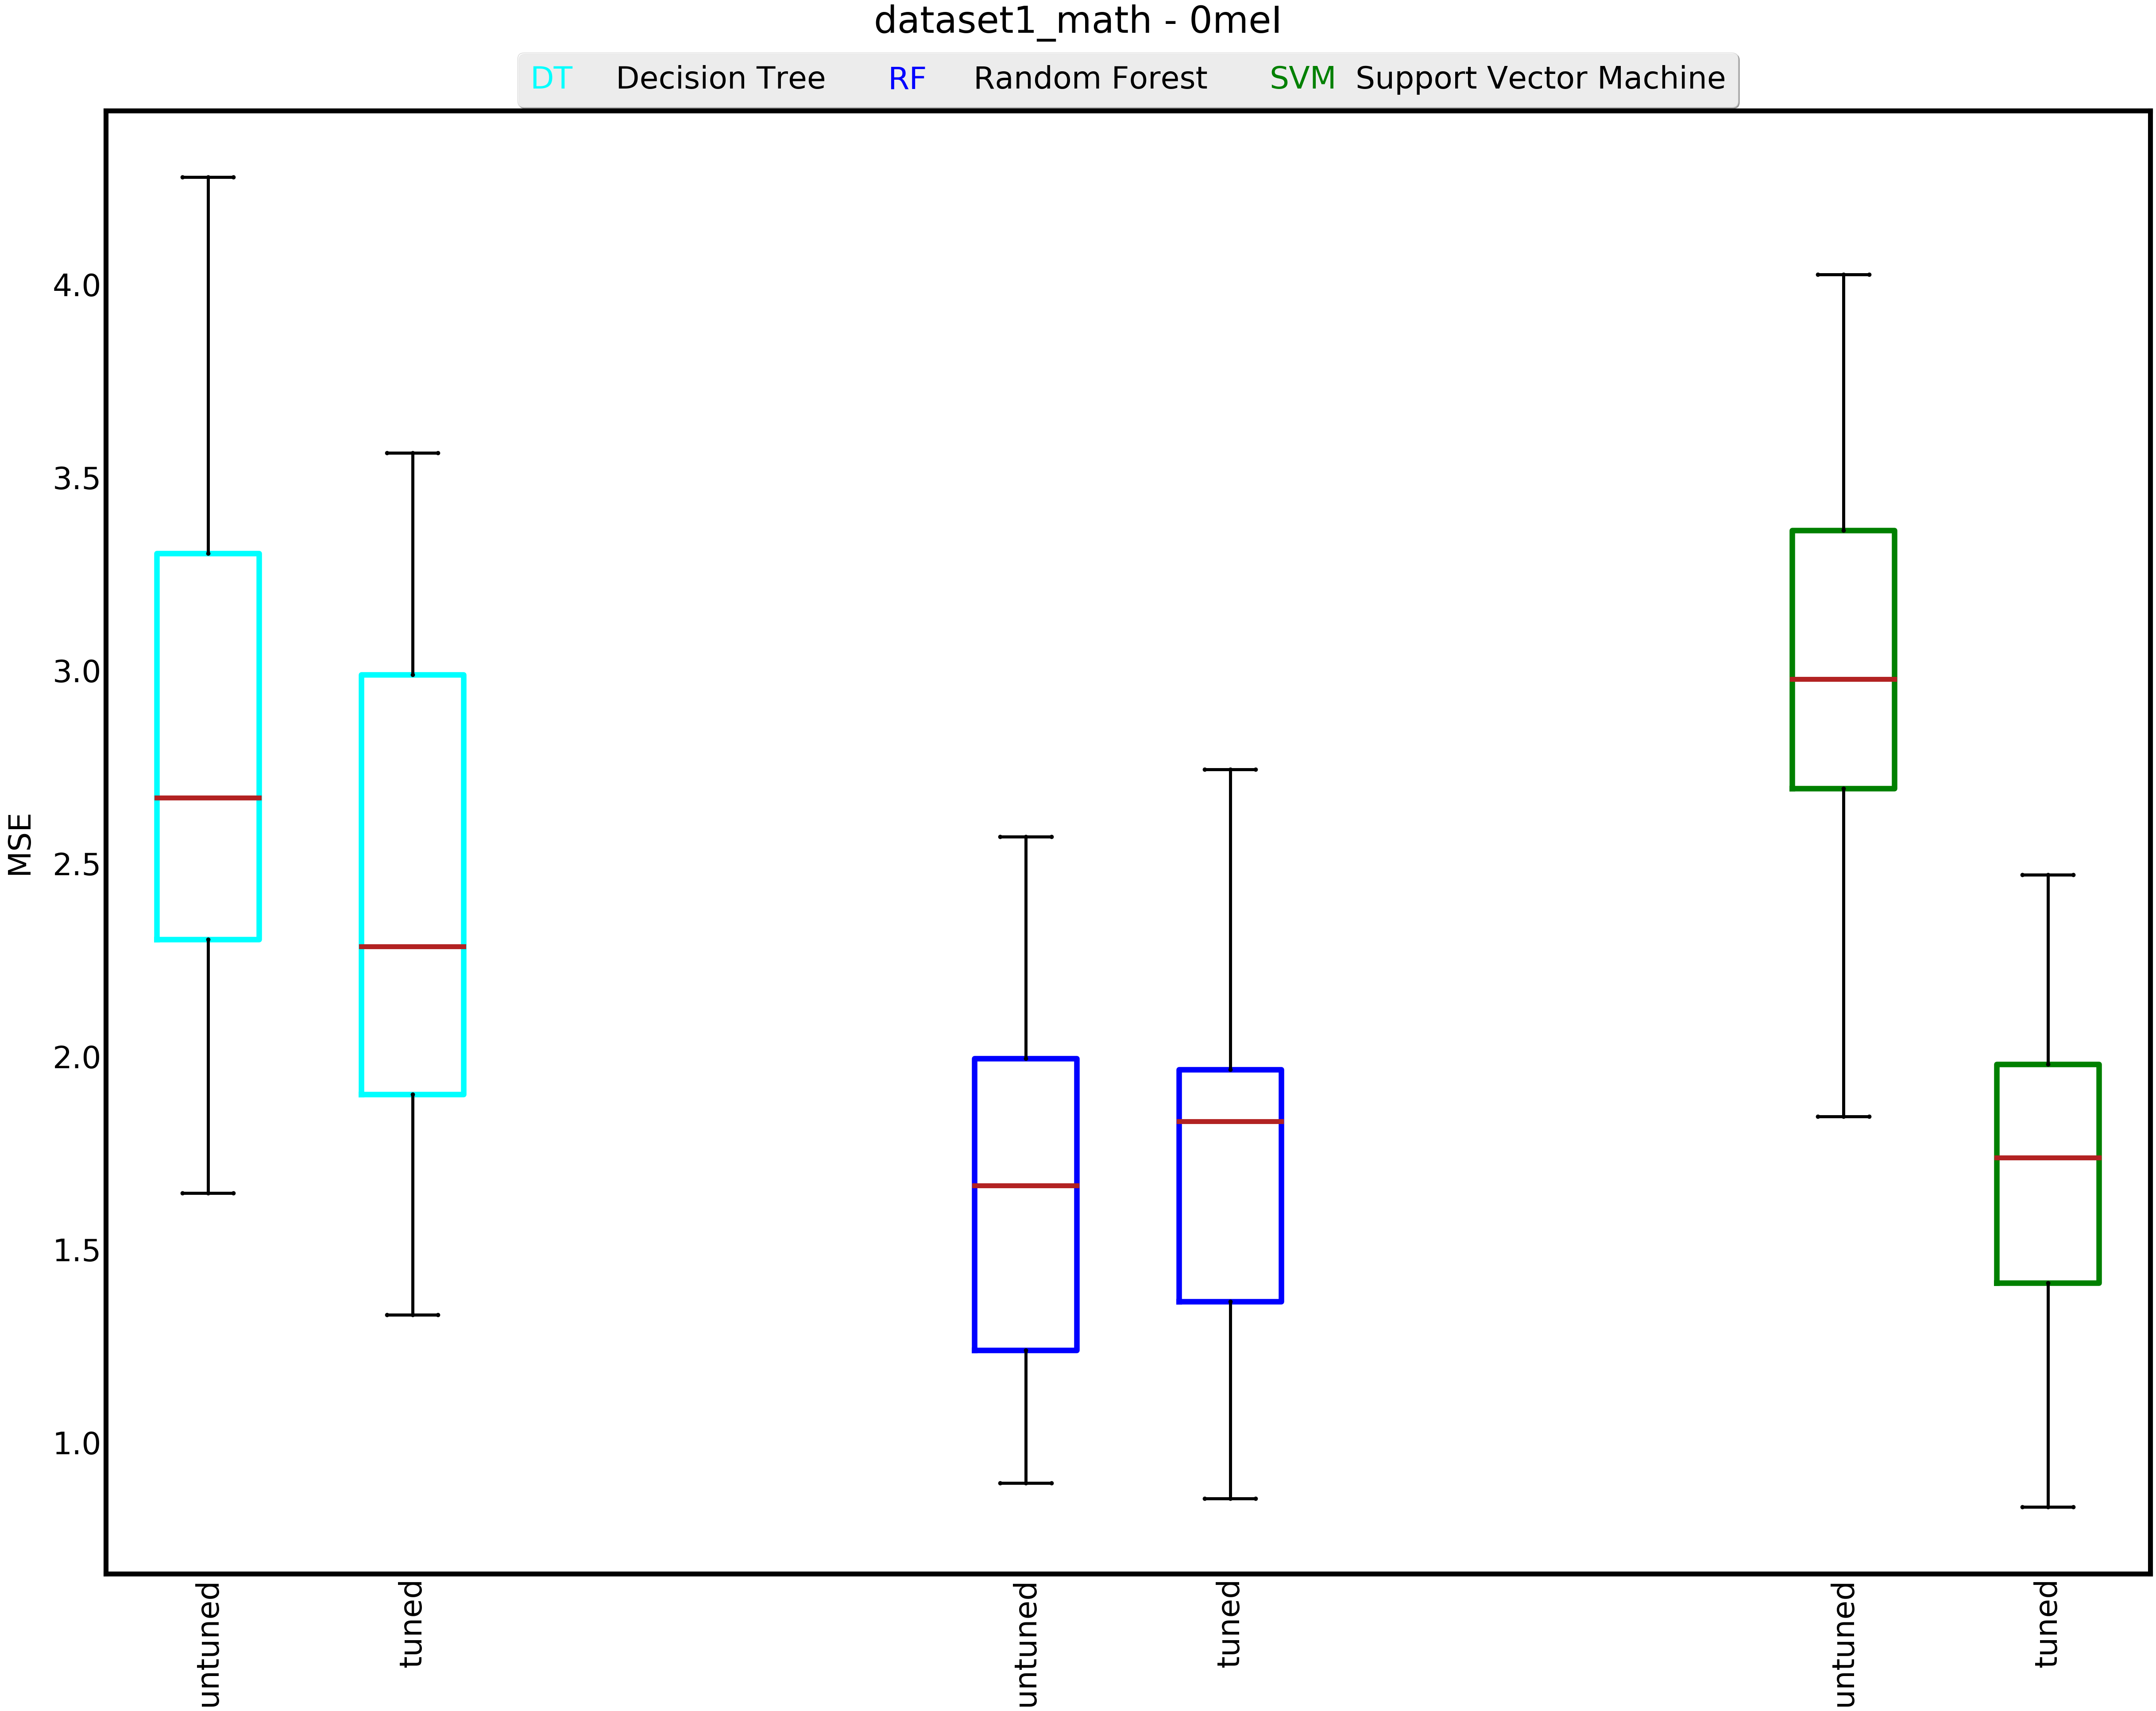 dataset1_math - 0mel
DT Decision Tree RF Random Forest SVM Support Vector Machine
MSE
4.0
3.5
3.0
2.5
2.0
1.5
1.0
untuned tuned untuned tuned untuned tuned